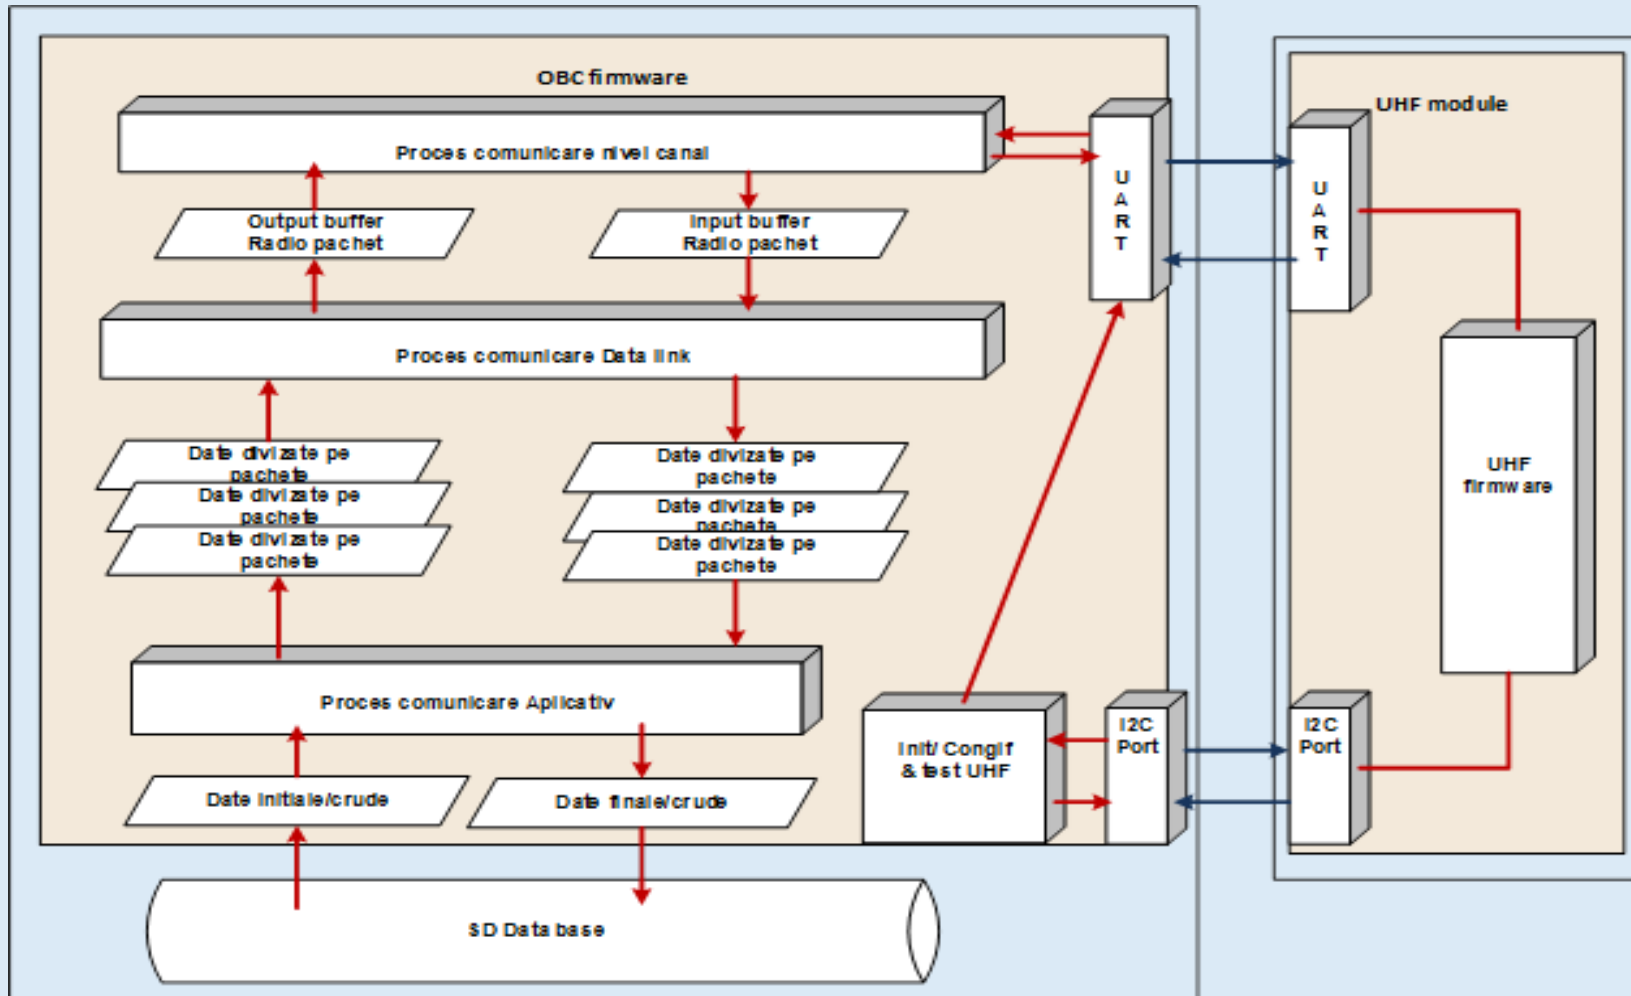 OBC firmware
UHF module
Proces comunicare nivel canal
U
A
R
T
U
A
R
T
Output buffer
Radio pachet
Input buffer
Radio pachet
Proces comunicare Data link
Date divizate pe
pachete
Date divizate pe
pachete
Date divizate pe
pachete
Date divizate pe
pachete
Date divizate pe
pachete
Date divizate pe
pachete
UHF
firmware
Proces comunicare Aplicativ
Init/ Congif
& test UHF
I2C
Port
I2C
Port
Date initiale/crude
Date finale/crude
SD Database